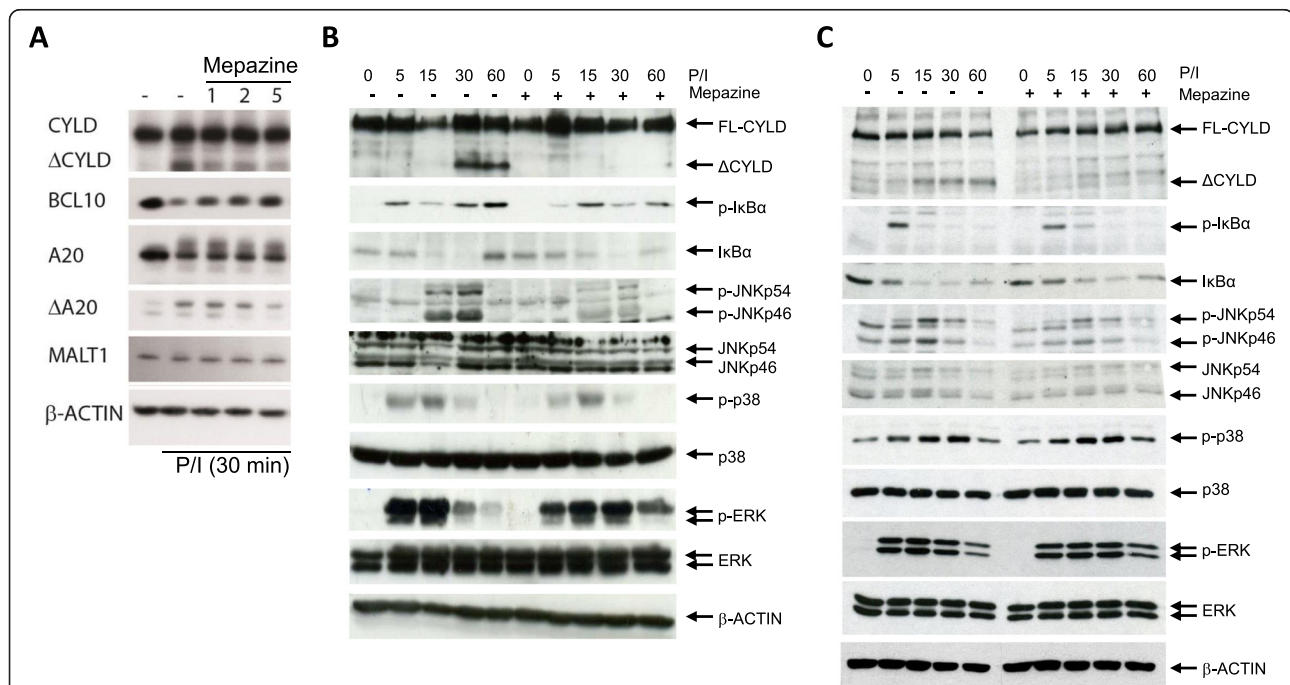 A
Mepazine
- - 1 2 5
CYLD
ΔCYLD
BCL10
A20
ΔA20
MALT1
β-ACTIN
P/I (30 min)
B
0 5 15 30 60 0 5 15 30 60 P/I
- - - - - + + + + + Mepazine
FL-CYLD
ΔCYLD
p-IκBα
IκBα
p-JNKp54
p-JNKp46
JNKp54
JNKp46
p-p38
p38
p-ERK
ERK
β-ACTIN
C
0 5 15 30 60 0 5 15 30 60 P/I
- - - - - + + + + + Mepazine
FL-CYLD
ΔCYLD
p-IκBα
IκBα
p-JNKp54
p-JNKp46
JNKp54
JNKp46
p-p38
p38
p-ERK
ERK
β-ACTIN